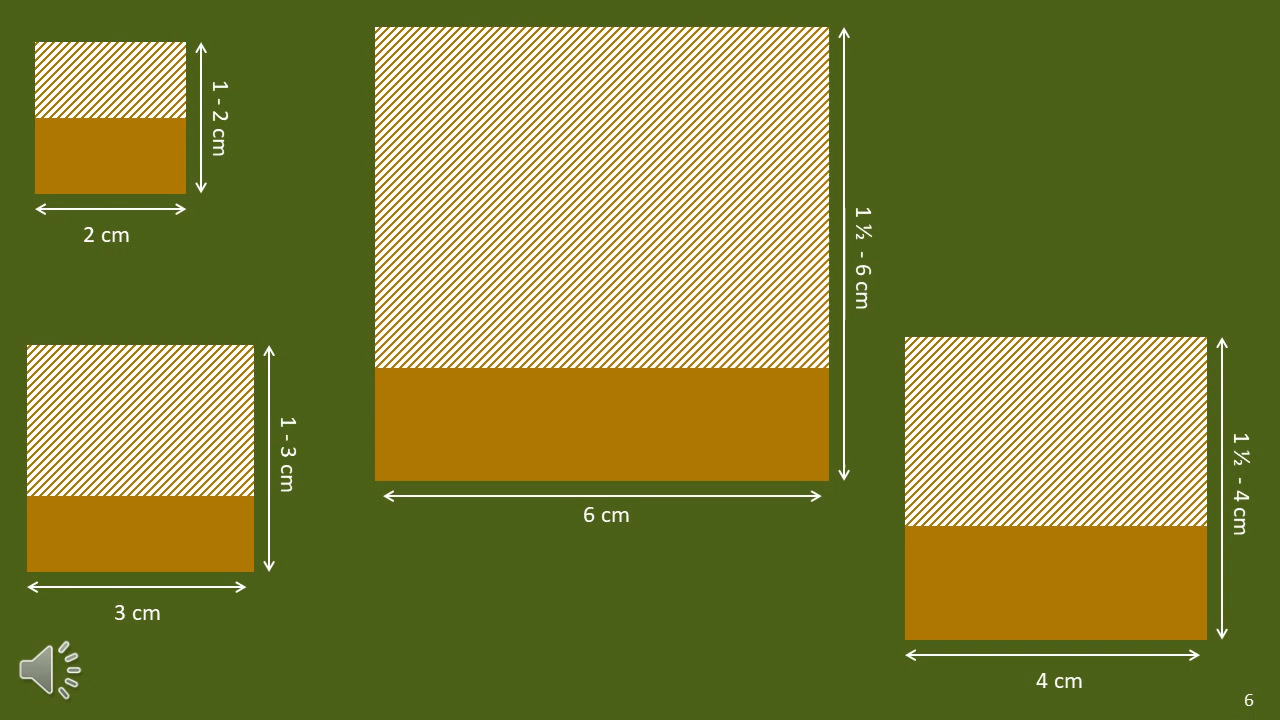 1 - 2 cm
2 cm
1 ½ - 6 cm
6 cm
1 - 3 cm
3 cm
1 ½ - 4 cm
4 cm
6